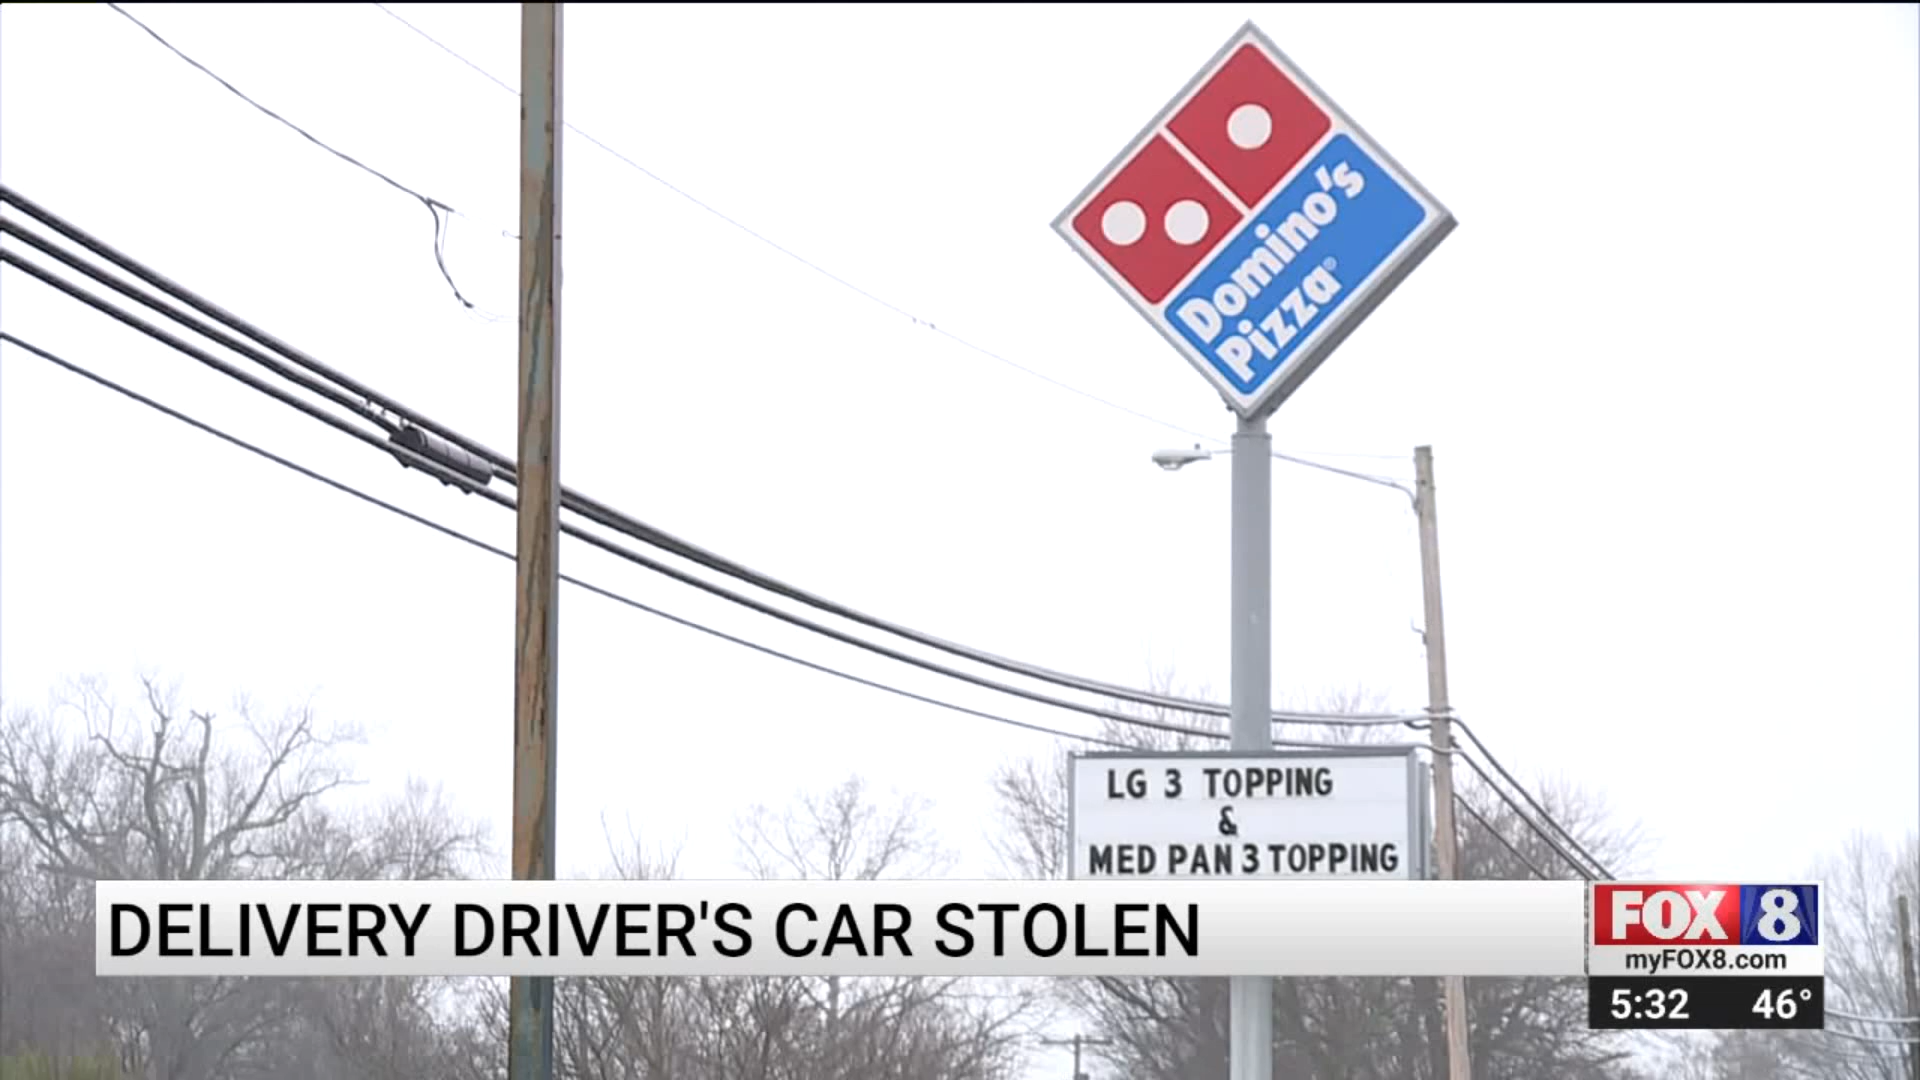 Domino's
Pizza®
LG 3 TOPPING
&
MED PAN 3 TOPPING
DELIVERY DRIVER'S CAR STOLEN
FOX 8
myFOX8.com
5:32 46°